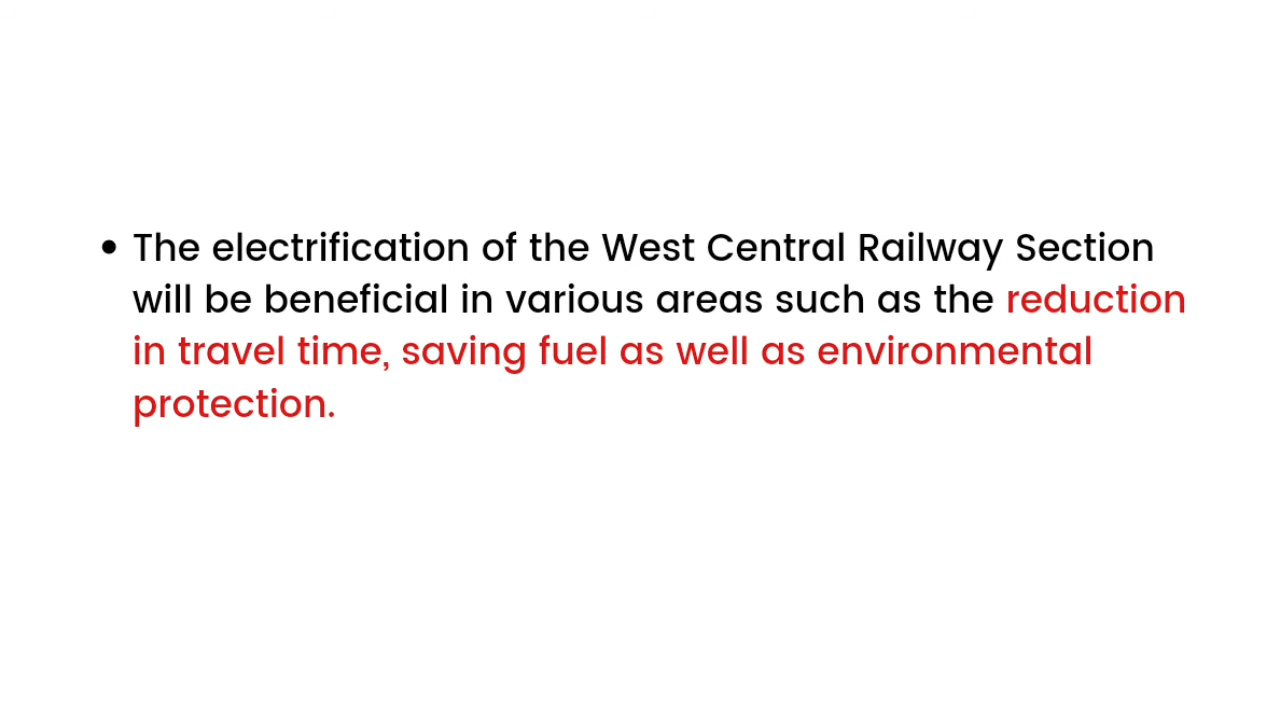 • The electrification of the West Central Railway Section
will be beneficial in various areas such as the reduction
in travel time, saving fuel as well as environmental
protection.